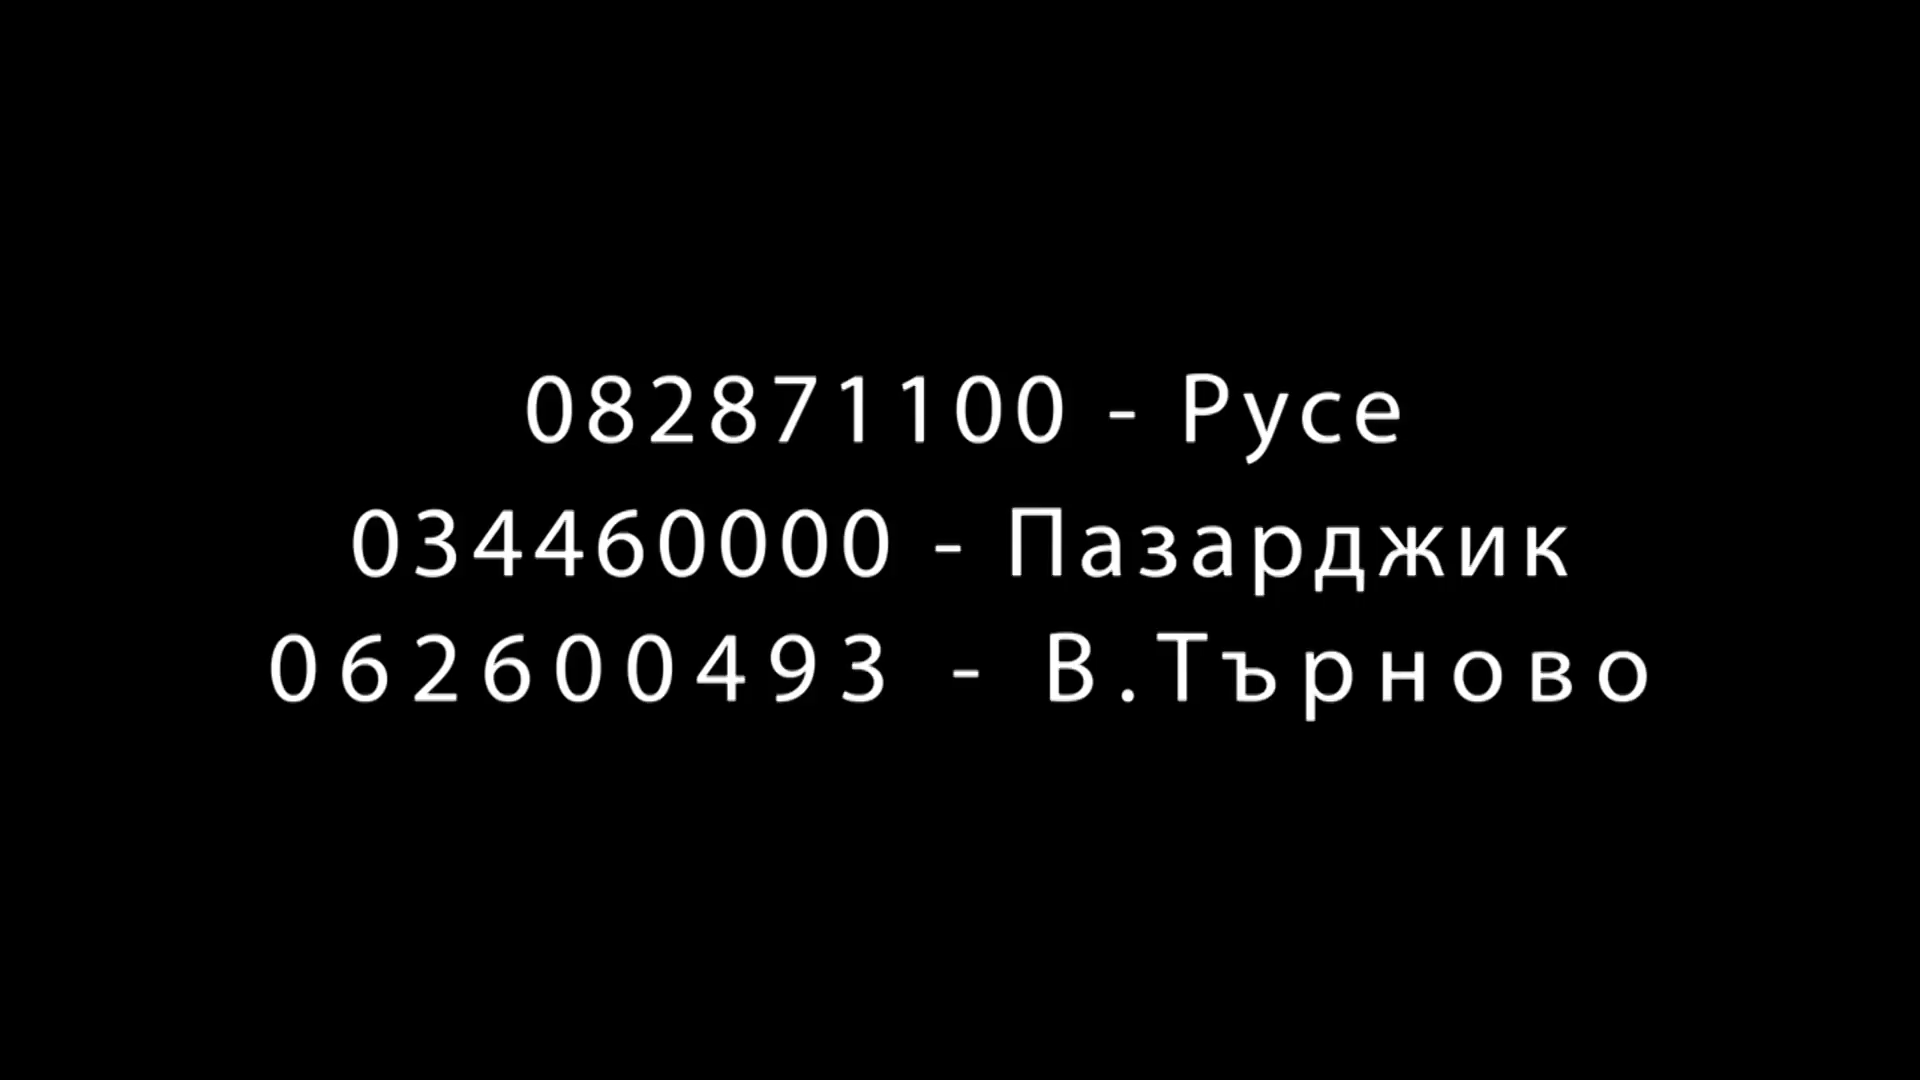 082871100 - Русе
034460000 - Пазарджик
062600493 - В.Търново